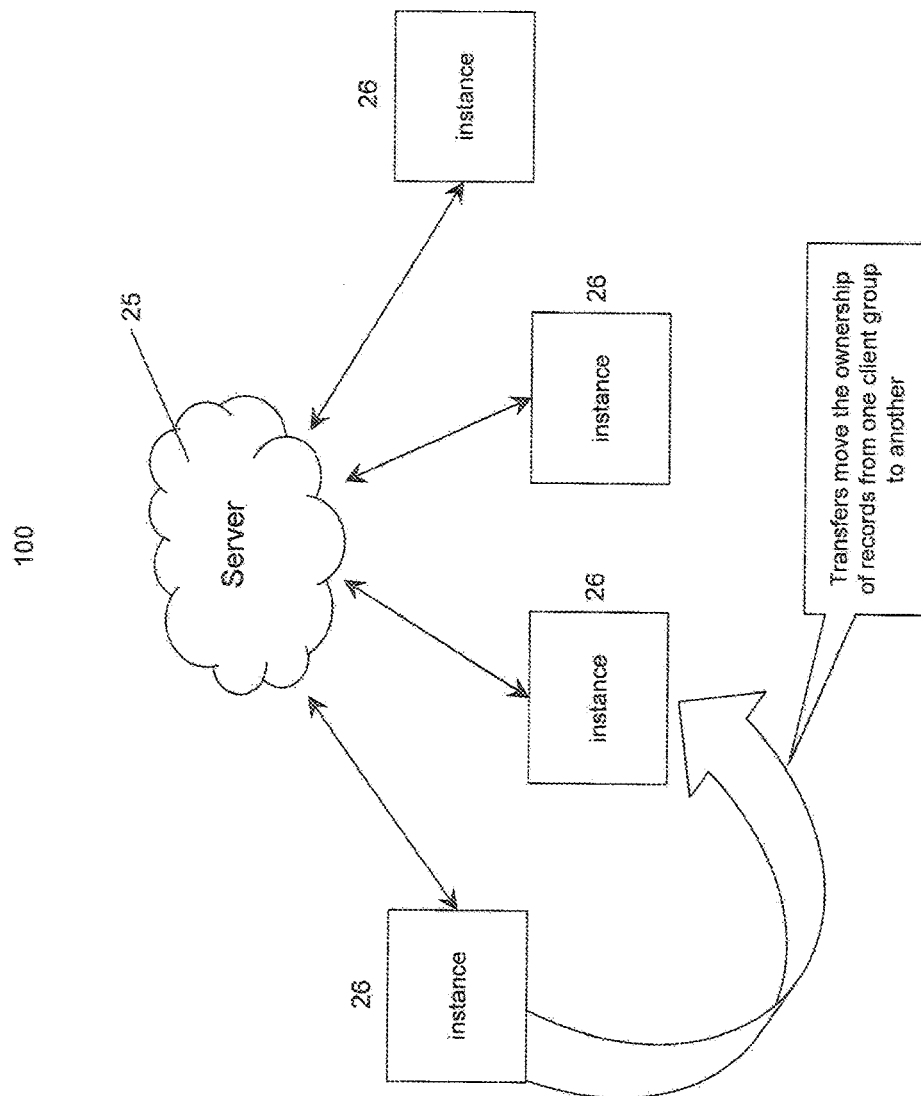 100
25
Server
26
instance
26
instance
26
instance
26
instance
Transfers move the ownership
of records from one client group
to another